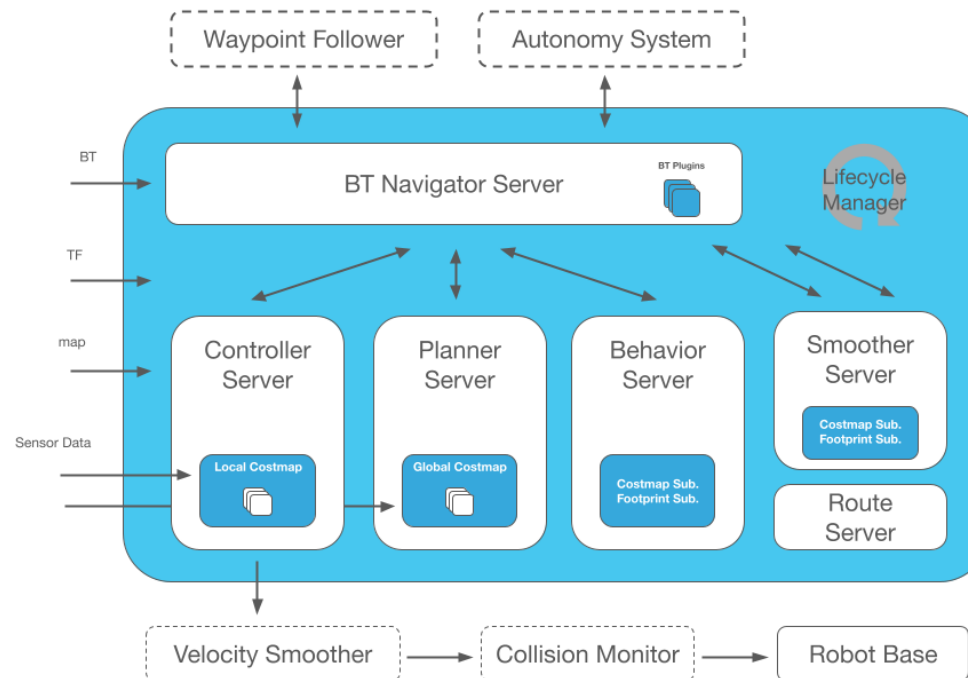 Waypoint Follower
Autonomy System
BT
BT Navigator Server
BT Plugins
Lifecycle
Manager
TF
map
Sensor Data
Controller
Server
Local Costmap
Planner
Server
Global Costmap
Behavior
Server
Costmap Sub.
Footprint Sub.
Smoother
Server
Costmap Sub.
Footprint Sub.
Route
Server
Velocity Smoother
Collision Monitor
Robot Base